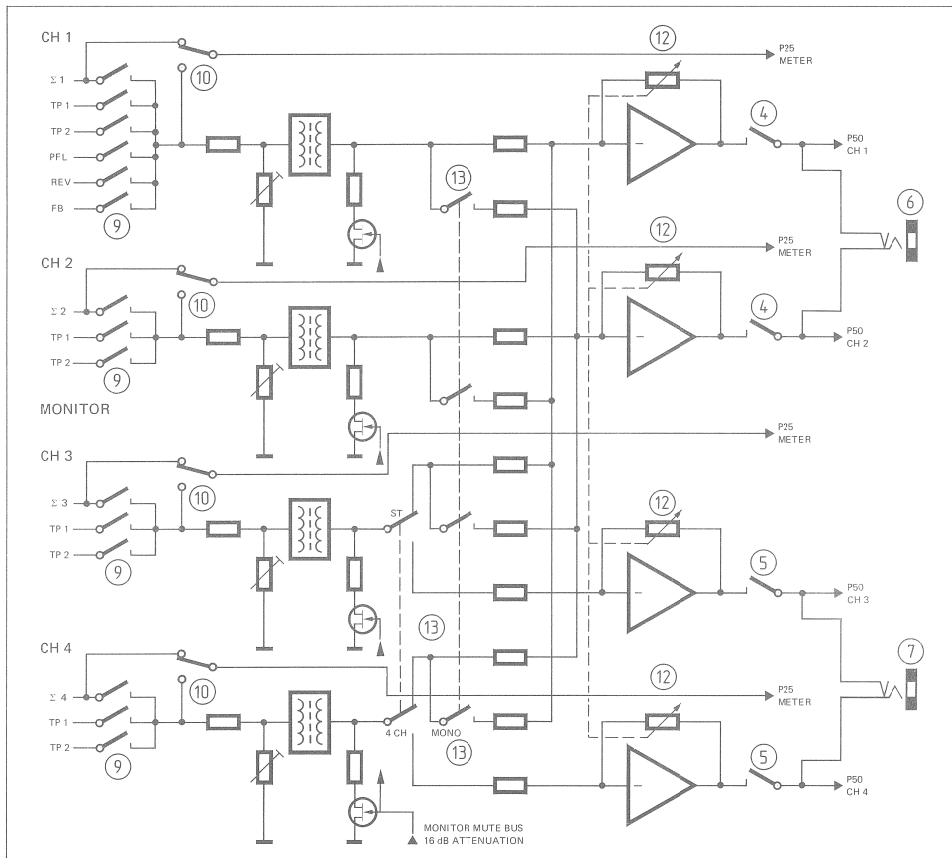 CH 1
12
P25
METER
Σ 1
10
TP 1
4
TP 2
P50
CH 1
PFL
REV
13
FB
6
9
12
P25
METER
CH 2
10
Σ 2
4
TP 1
P50
CH 2
TP 2
9
MONITOR
P25
METER
CH 3
10
12
Σ 3
ST
TP 1
TP 2
5
9
P50
CH 3
13
CH 4
7
12
10
P25
METER
Σ 4
TP 1
4 CH
MONO
TP 2
13
9
5
P50
CH 4
MONITOR MUTE BUS
16 dB ATTENUATION